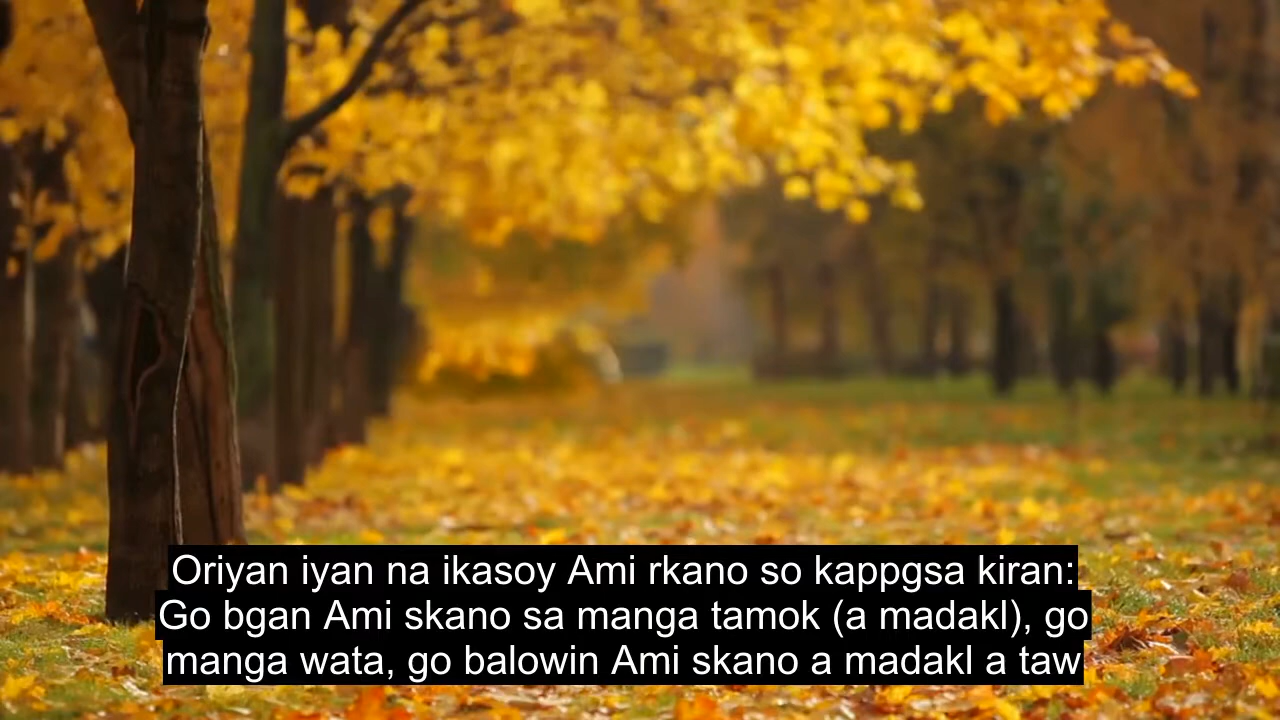 Oriyan iyan na ikasoy Ami rkano so kappgsa kiran:
Go bgan Ami skano sa manga tamok (a madakl), go
manga wata, go balowin Ami skano a madakl a taw